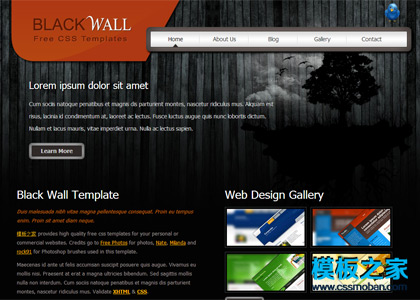 BLACKWALL
Free CSS Templates
Home
About Us
Blog
Gallery
Contact
Lorem ipsum dolor sit amet
Cum sociis natoque penatibus et magnis dis parturient montes, nascetur ridiculus mus. Aliquam est
risus, lacinia id condimentum at, laoreet ac lectus. Fusce luctus augue quis nunc lobortis dictum.
Nullam et lacus mauris, vitae imperdiet urna. Nulla ac lectus sapien.
Learn More
Black Wall Template
Duis malesuada nibh vitae magna pellentesque consequat. Proin eu tempus
enim. Proin sit amet diam neque.
模板之家 provides high quality free css templates for your personal or
commercial websites. Credits go to Free Photos for photos, Nate, Milanda and
rock91 for Photoshop brushes used in this template.
Maecenas id ante ut felis accumsan suscipit posuere quis augue. Vivamus eu
mollis nunc. Praesent et erat a magna ultrices bibendum. Sed sagittis mollis
nulla non interdum. Cum sociis natoque penatibus et magnis dis parturient
montes, nascetur ridiculus mus. Validate XHTML & CSS.
Web Design Gallery
模板之家
www.cssmoban.com